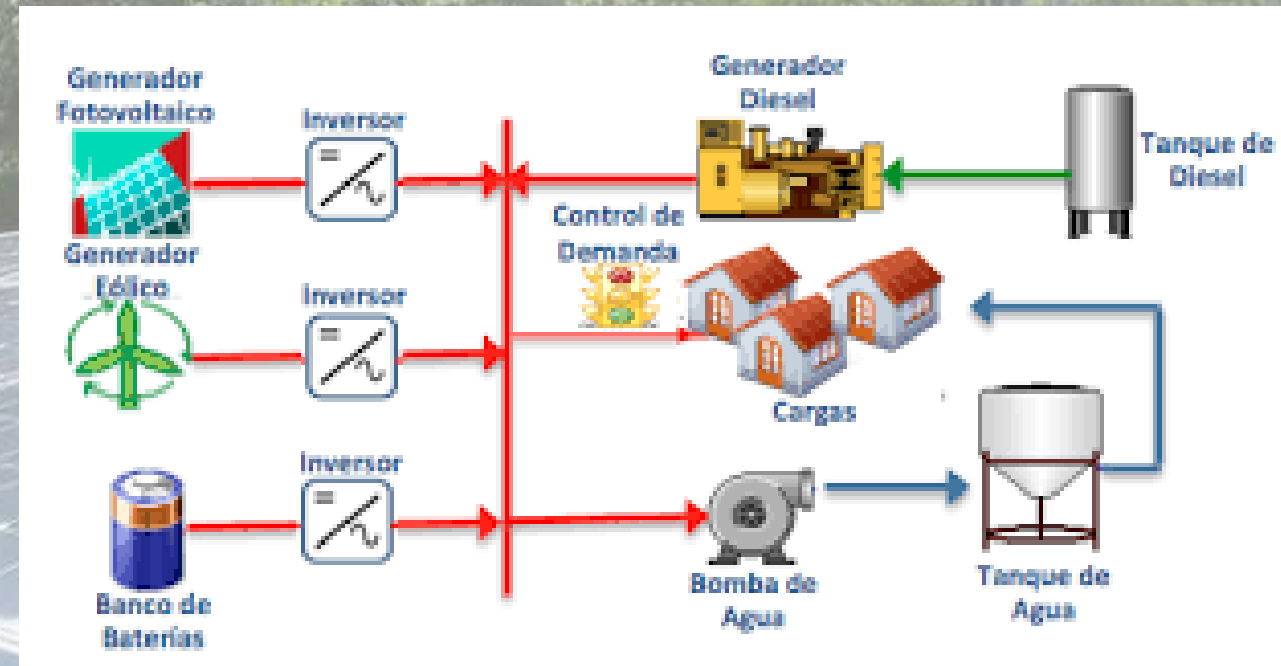 Generador
Fotovoltaico
Inversor
Generador
Diesel
Tanque de
Diesel
Control de
Demanda
Generador
Eólico
Inversor
Cargas
Inversor
Banco de
Baterías
Bomba de
Agua
Tanque de
Agua